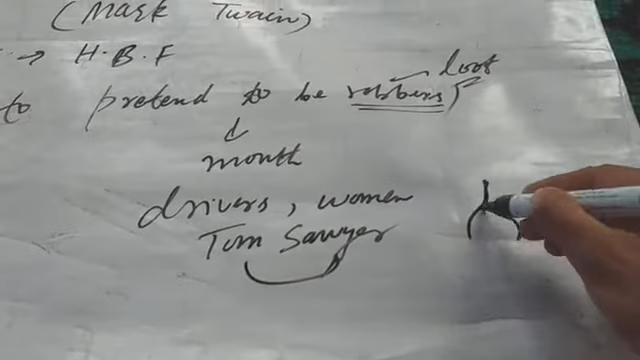 (Mark Twain)
→ H.B.F
to pretend to be robbers loot
↓
month
drivers, women
Tom Sawyer